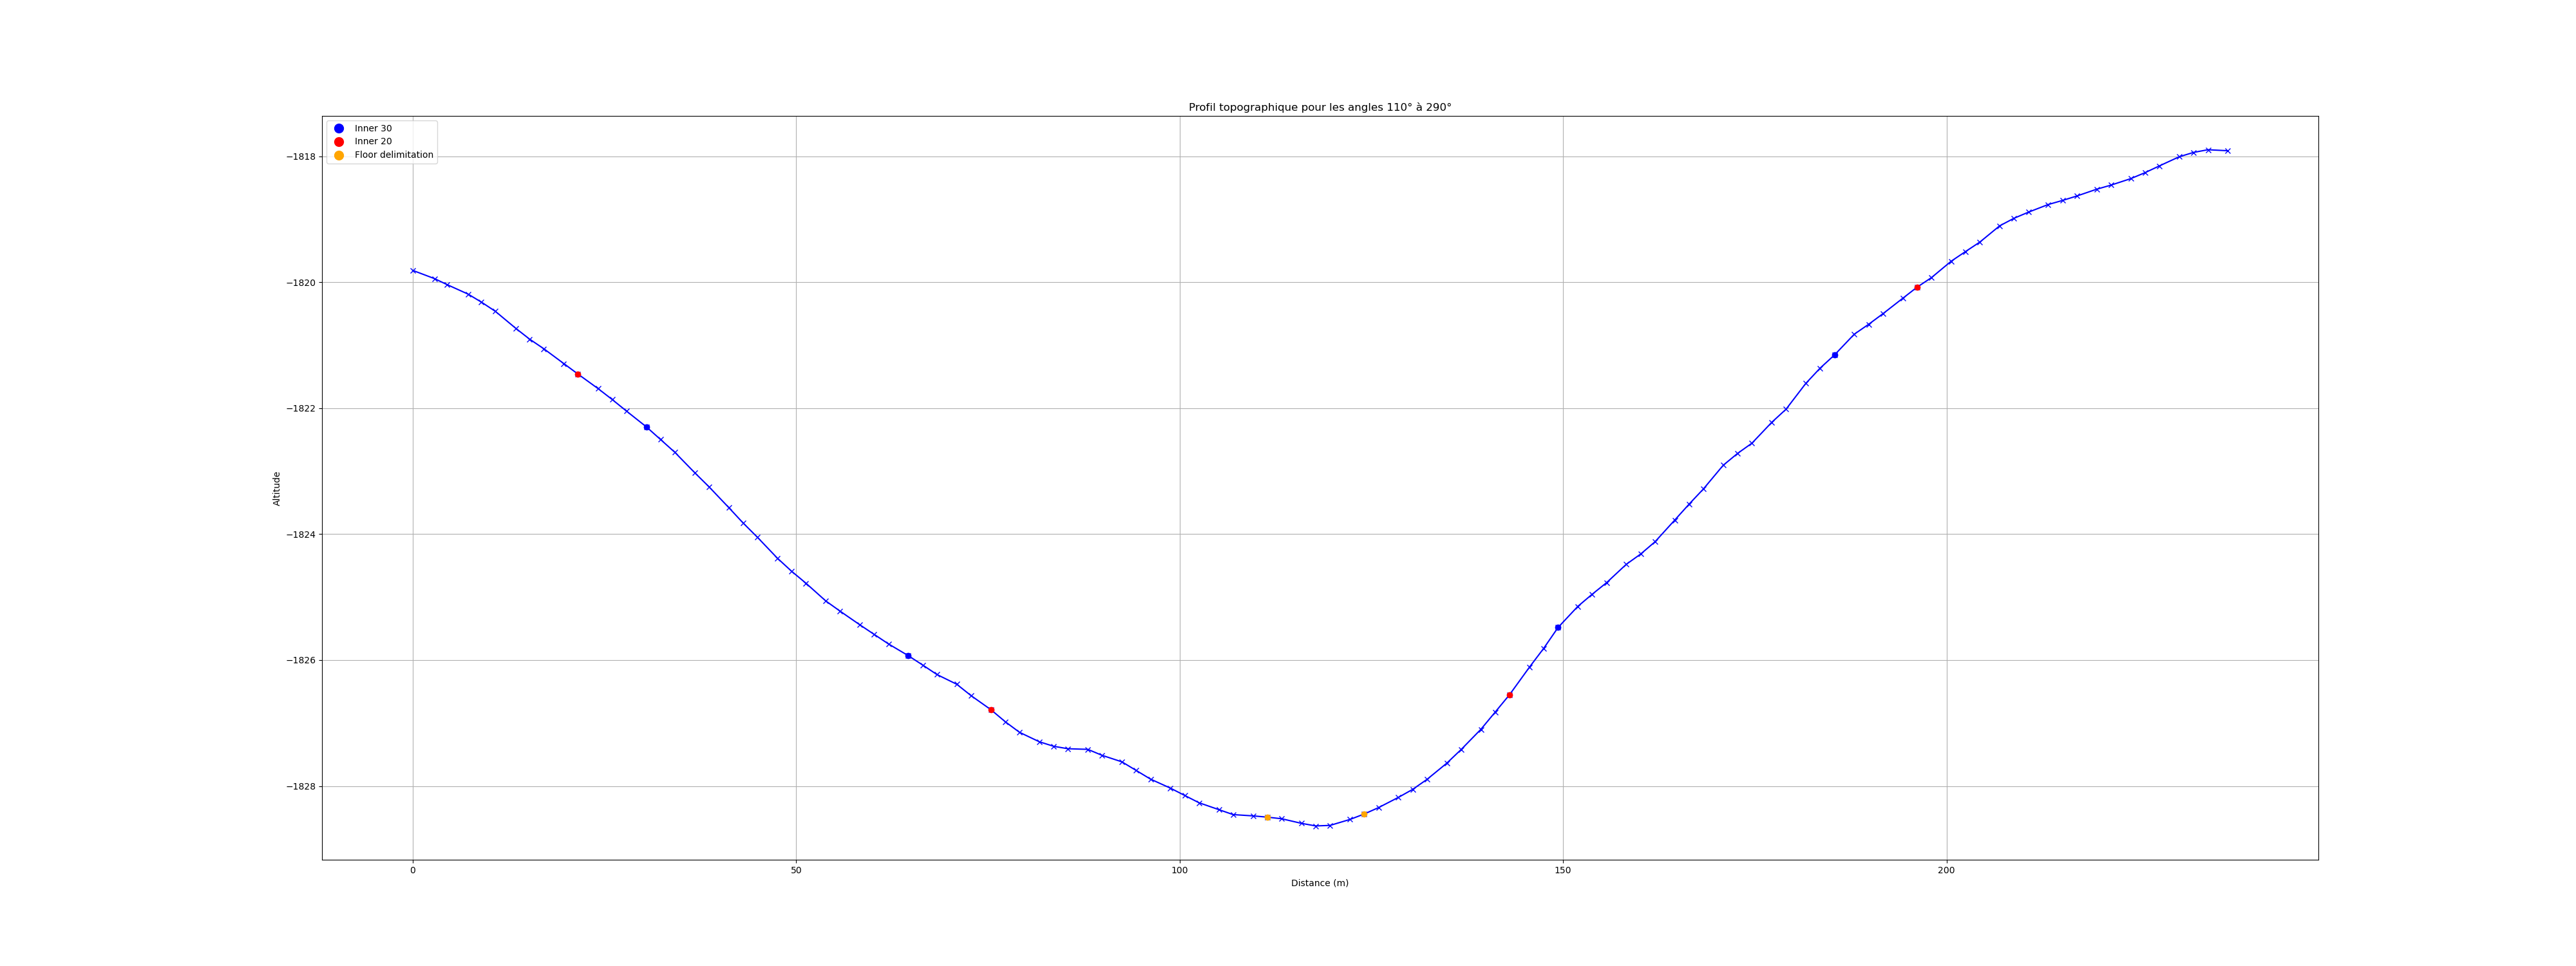 Profil topographique pour les angles 110° à 290°
Inner 30
Inner 20
Floor delimitation
−1818
−1820
−1822
−1824
−1826
−1828
Altitude
0
50
100
150
200
Distance (m)